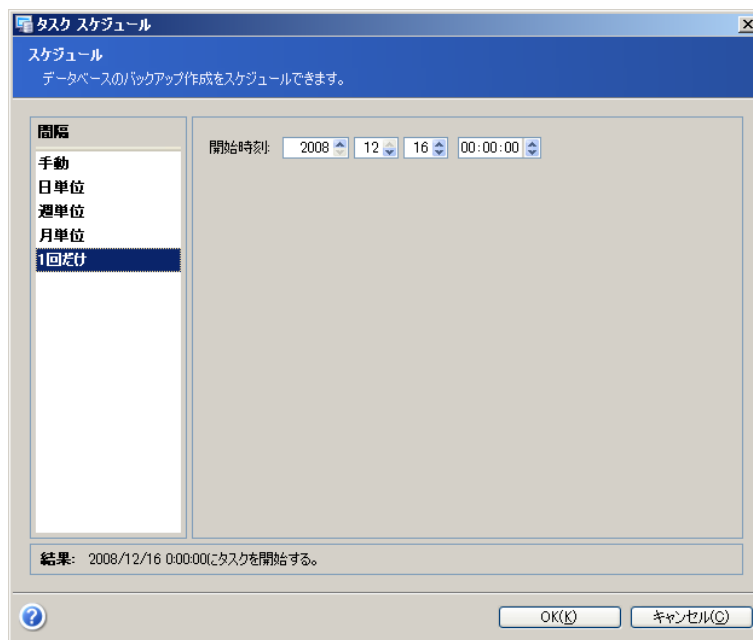 タスク スケジュール
スケジュール
データベースのバックアップ作成をスケジュールできます。
間隔
手動
日単位
週単位
月単位
1回だけ
開始時刻: 2008 12 16 00:00:00
結果: 2008/12/16 0:00:00にタスクを開始する。
OK(K) キャンセル(C)